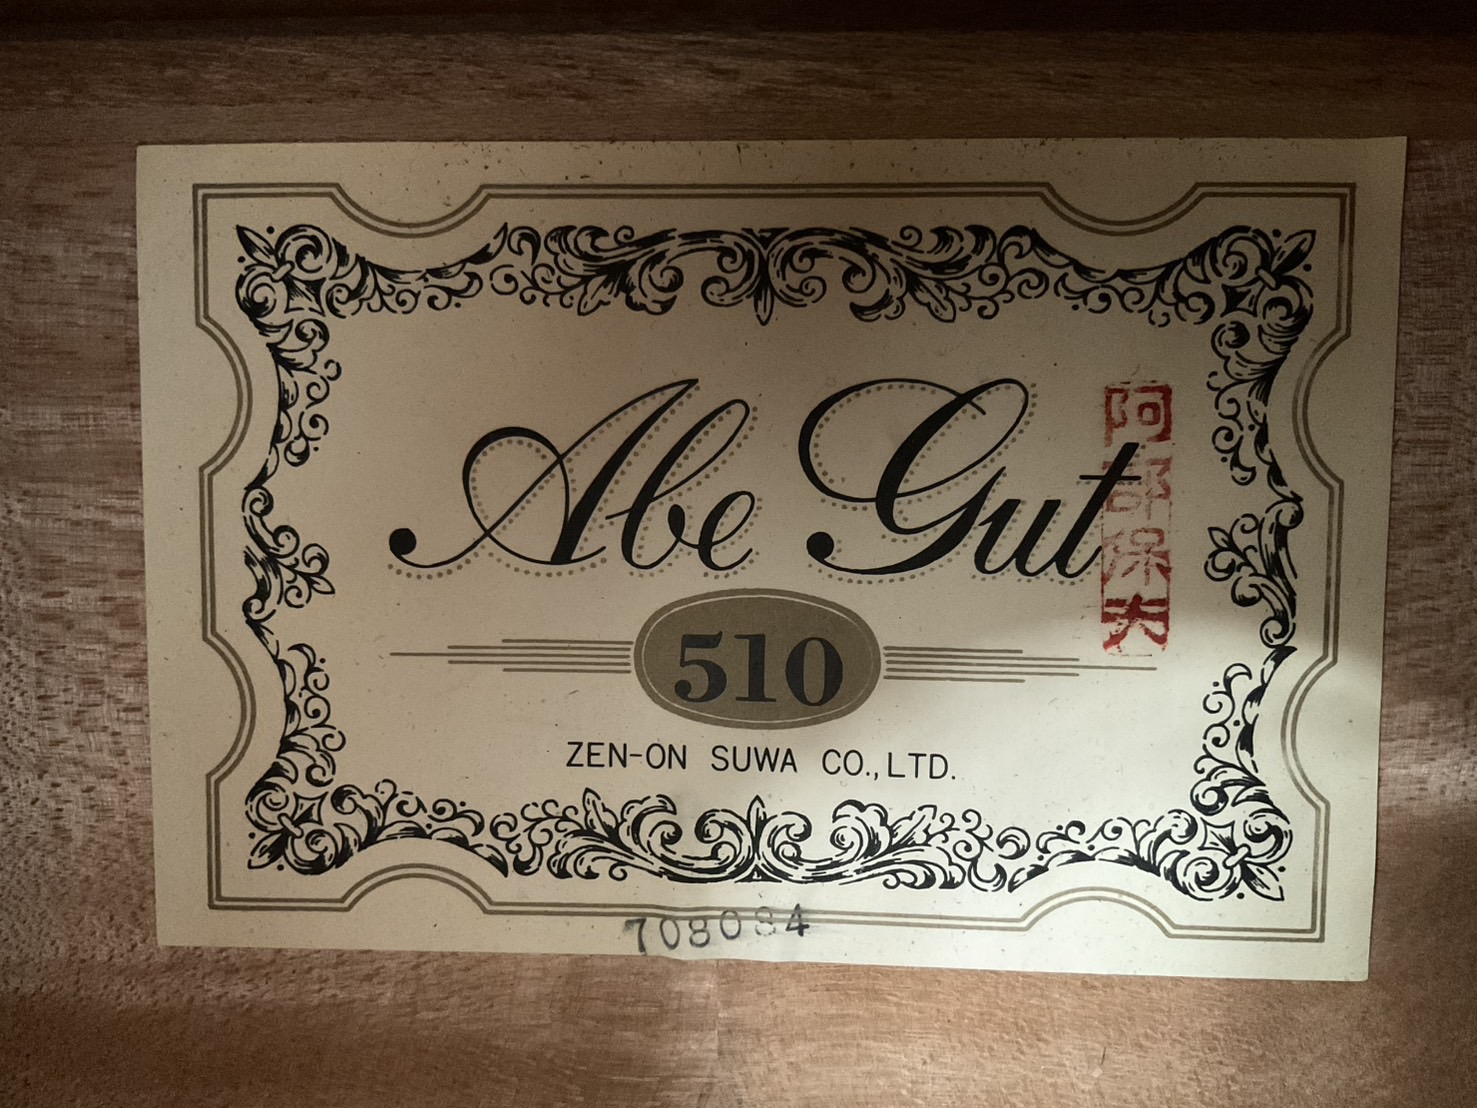 Abe Gut
阿部保夫
510
ZEN-ON SUWA CO.,LTD.
708084